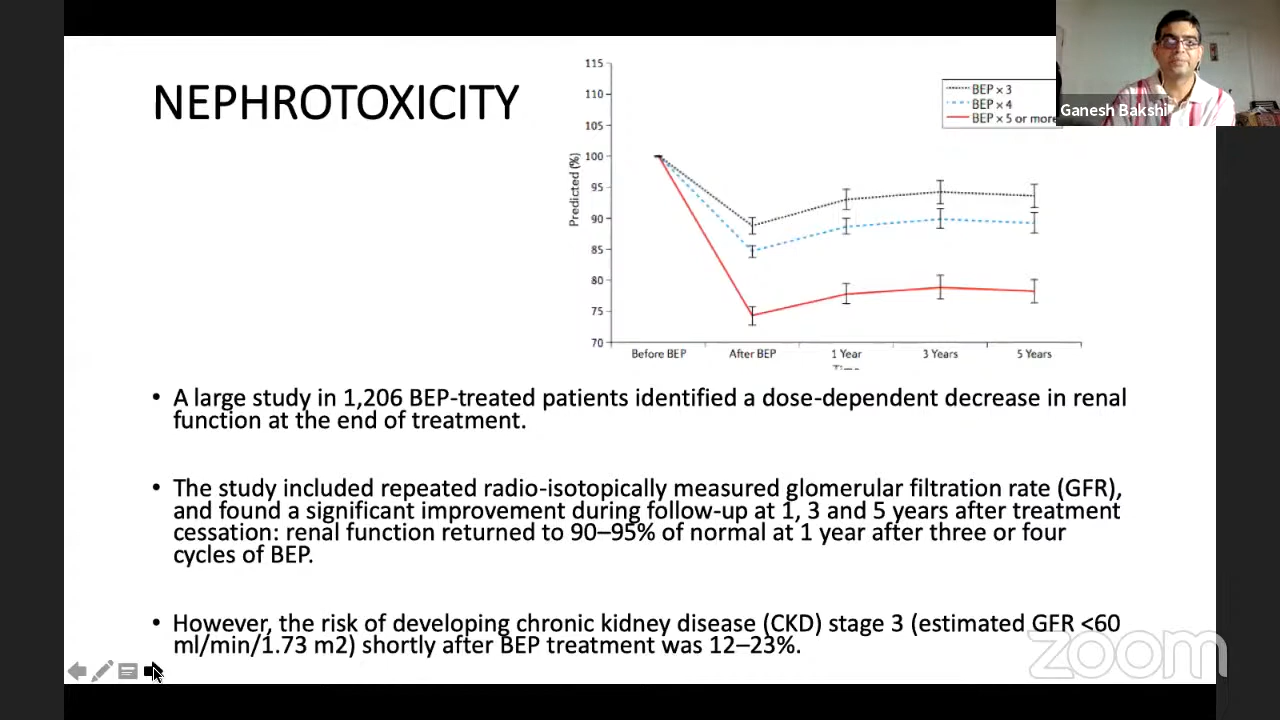 NEPHROTOXICITY
115
110
105
100
95
90
85
80
75
70
Predicted (%)
BEP × 3
BEP × 4
BEP × 5 or more
Before BEP
After BEP
1 Year
3 Years
5 Years
Ganesh Bakshi
• A large study in 1,206 BEP-treated patients identified a dose-dependent decrease in renal
function at the end of treatment.
• The study included repeated radio-isotopically measured glomerular filtration rate (GFR),
and found a significant improvement during follow-up at 1, 3 and 5 years after treatment
cessation: renal function returned to 90–95% of normal at 1 year after three or four
cycles of BEP.
• However, the risk of developing chronic kidney disease (CKD) stage 3 (estimated GFR <60
ml/min/1.73 m2) shortly after BEP treatment was 12–23%.
zoom